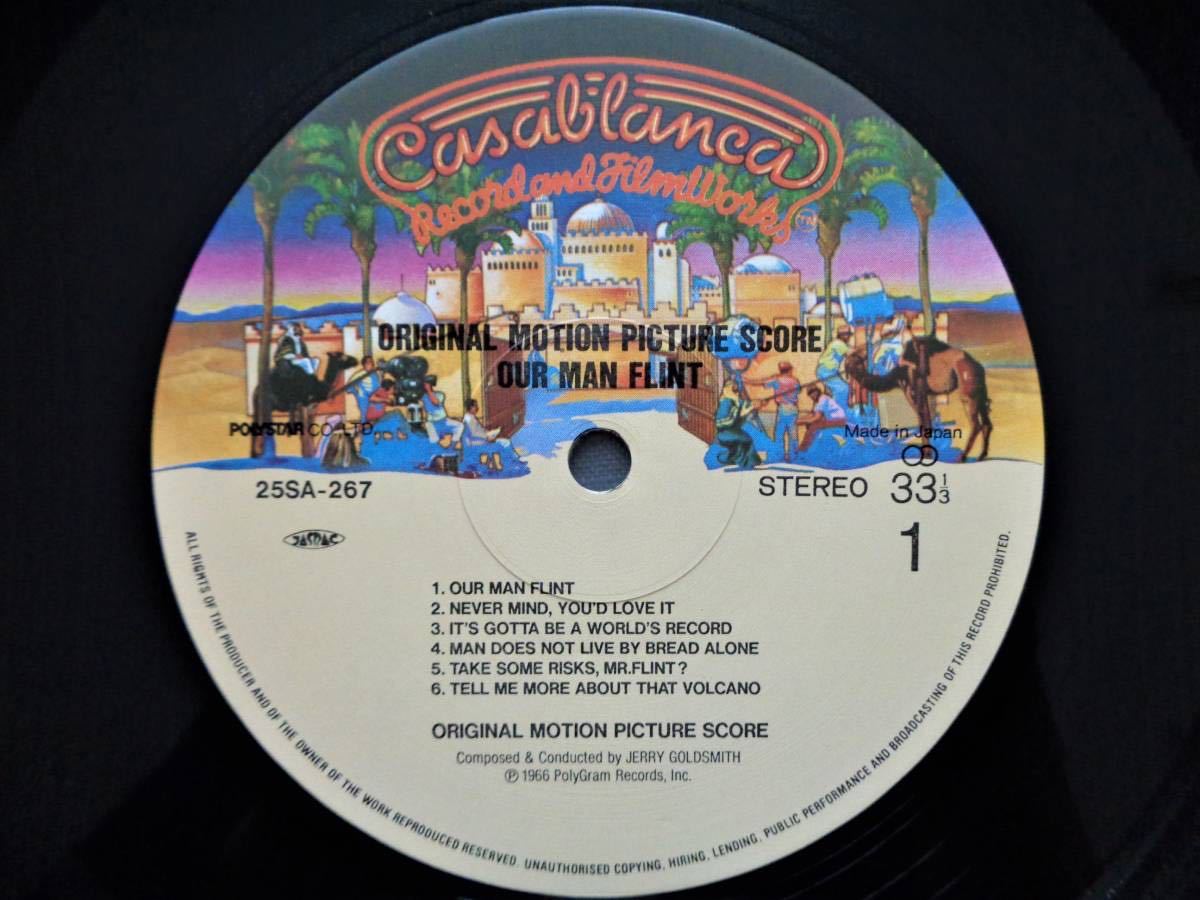 Casablanca
Record and FilmWorks TM
ORIGINAL MOTION PICTURE SCORE
OUR MAN FLINT
POLYSTAR CO., LTD.
Made in Japan
25SA-267
STEREO 33 1/3
JASRAC
1
1. OUR MAN FLINT
2. NEVER MIND, YOU'D LOVE IT
3. IT'S GOTTA BE A WORLD'S RECORD
4. MAN DOES NOT LIVE BY BREAD ALONE
5. TAKE SOME RISKS, MR.FLINT?
6. TELL ME MORE ABOUT THAT VOLCANO
ORIGINAL MOTION PICTURE SCORE
Composed & Conducted by JERRY GOLDSMITH
℗ 1966 PolyGram Records, Inc.
ALL RIGHTS OF THE PRODUCER AND OF THE OWNER OF THE WORK REPRODUCED RESERVED. UNAUTHORISED COPYING, HIRING, LENDING, PUBLIC PERFORMANCE AND BROADCASTING OF THIS RECORD PROHIBITED.